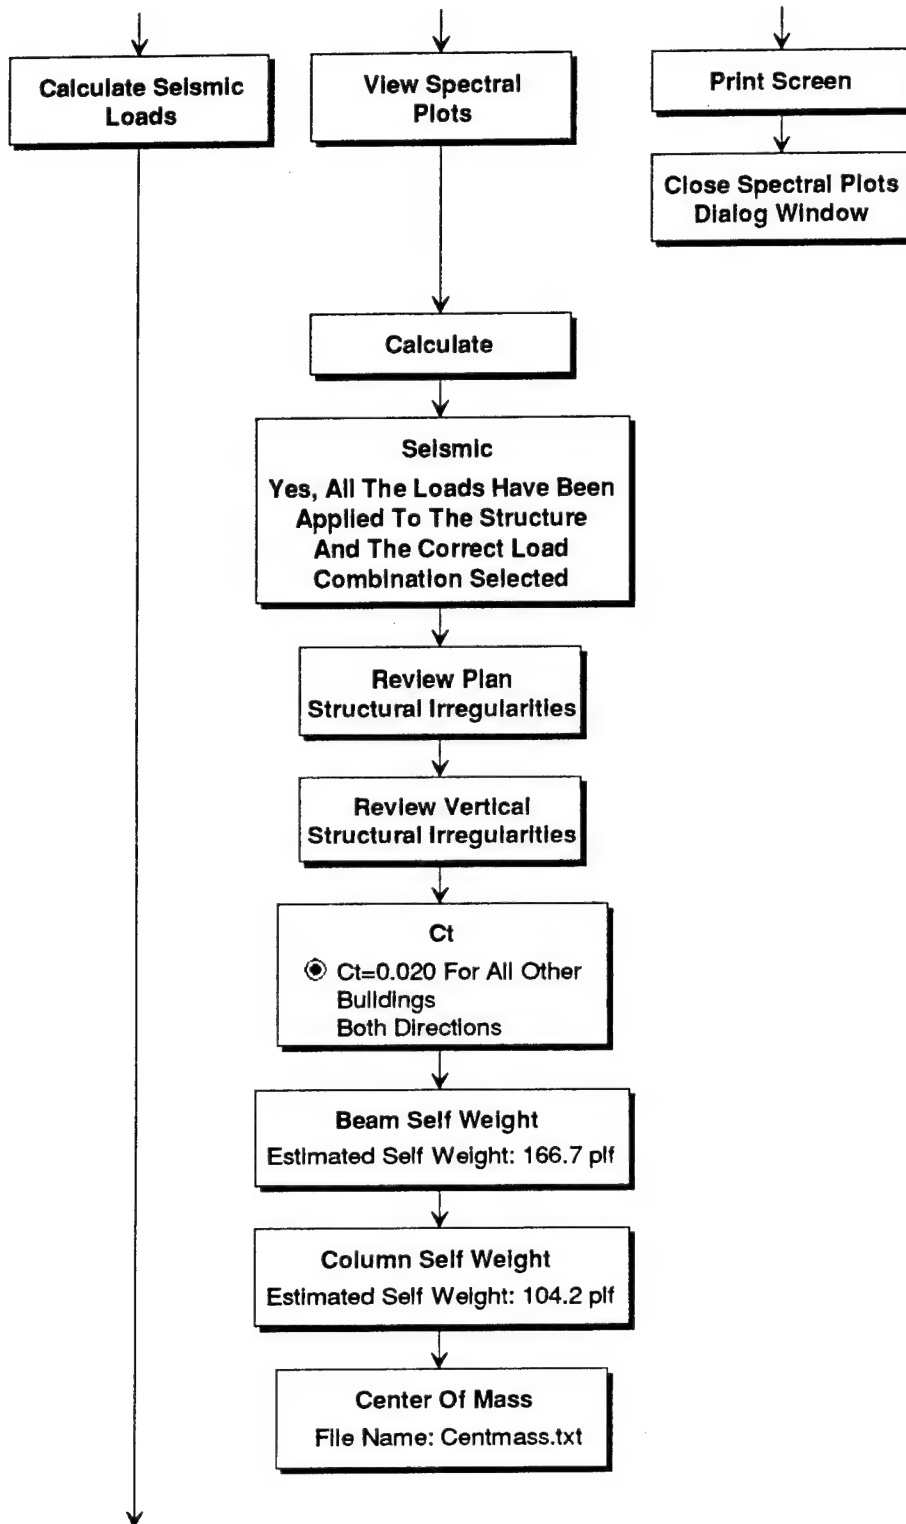 Calculate Seismic
Loads
View Spectral
Plots
Print Screen
Close Spectral Plots
Dialog Window
Calculate
Seismic
Yes, All The Loads Have Been
Applied To The Structure
And The Correct Load
Combination Selected
Review Plan
Structural Irregularities
Review Vertical
Structural Irregularities
Ct
Ct=0.020 For All Other
Buildings
Both Directions
Beam Self Weight
Estimated Self Weight: 166.7 plf
Column Self Weight
Estimated Self Weight: 104.2 plf
Center Of Mass
File Name: Centmass.txt